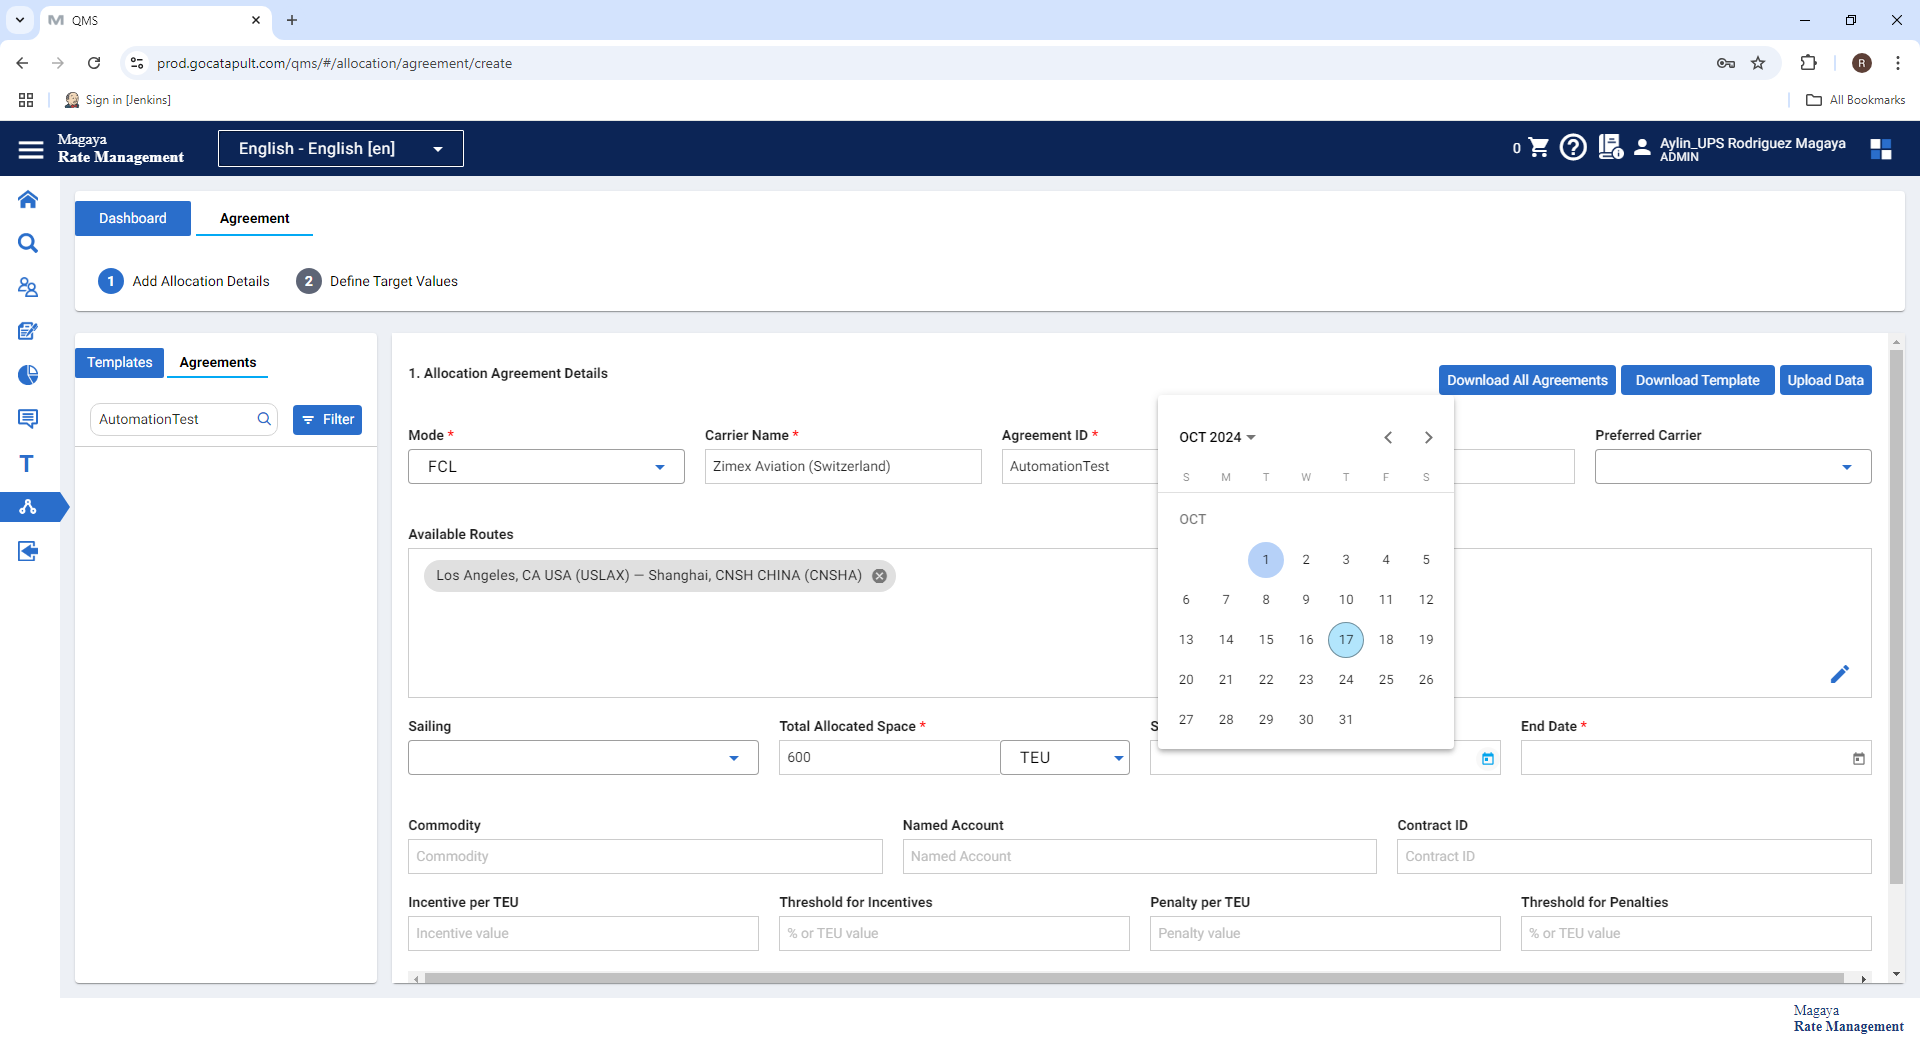 QMS
prod.gocatapult.com/qms/#/allocation/agreement/create
R
Sign in [Jenkins]
All Bookmarks
Magaya
Rate Management
English - English [en]
0
Aylin_UPS Rodriguez Magaya
ADMIN
Dashboard
Agreement
1 Add Allocation Details
2 Define Target Values
Templates
Agreements
AutomationTest
Filter
1. Allocation Agreement Details
Download All Agreements
Download Template
Upload Data
Mode *
Carrier Name *
Agreement ID *
Preferred Carrier
FCL
Zimex Aviation (Switzerland)
AutomationTest
OCT 2024
S M T W T F S
OCT
1 2 3 4 5
6 7 8 9 10 11 12
13 14 15 16 17 18 19
20 21 22 23 24 25 26
27 28 29 30 31
Available Routes
Los Angeles, CA USA (USLAX) — Shanghai, CNSH CHINA (CNSHA)
Sailing
Total Allocated Space *
S
End Date *
600
TEU
Commodity
Named Account
Contract ID
Commodity
Named Account
Contract ID
Incentive per TEU
Threshold for Incentives
Penalty per TEU
Threshold for Penalties
Incentive value
% or TEU value
Penalty value
% or TEU value
Magaya
Rate Management